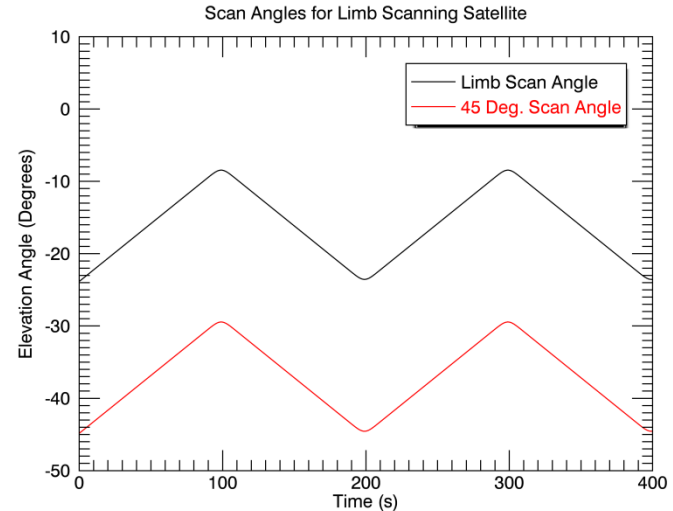 Scan Angles for Limb Scanning Satellite
10
0
-10
-20
-30
-40
-50
Elevation Angle (Degrees)
Limb Scan Angle
45 Deg. Scan Angle
0 100 200 300 400
Time (s)